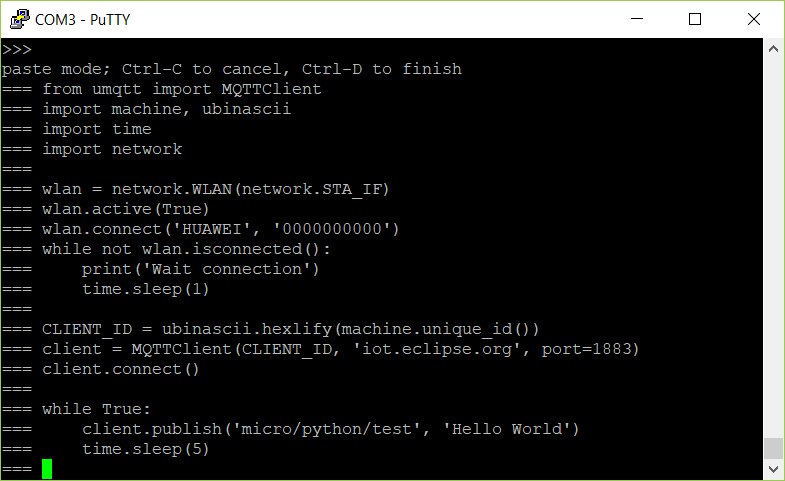 COM3 - PuTTY
>>>
paste mode; Ctrl-C to cancel, Ctrl-D to finish
=== from umqtt import MQTTClient
=== import machine, ubinascii
=== import time
=== import network
===
=== wlan = network.WLAN(network.STA_IF)
=== wlan.active(True)
=== wlan.connect('HUAWEI', '0000000000')
=== while not wlan.isconnected():
===     print('Wait connection')
===     time.sleep(1)
===
=== CLIENT_ID = ubinascii.hexlify(machine.unique_id())
=== client = MQTTClient(CLIENT_ID, 'iot.eclipse.org', port=1883)
=== client.connect()
===
=== while True:
===     client.publish('micro/python/test', 'Hello World')
===     time.sleep(5)
===